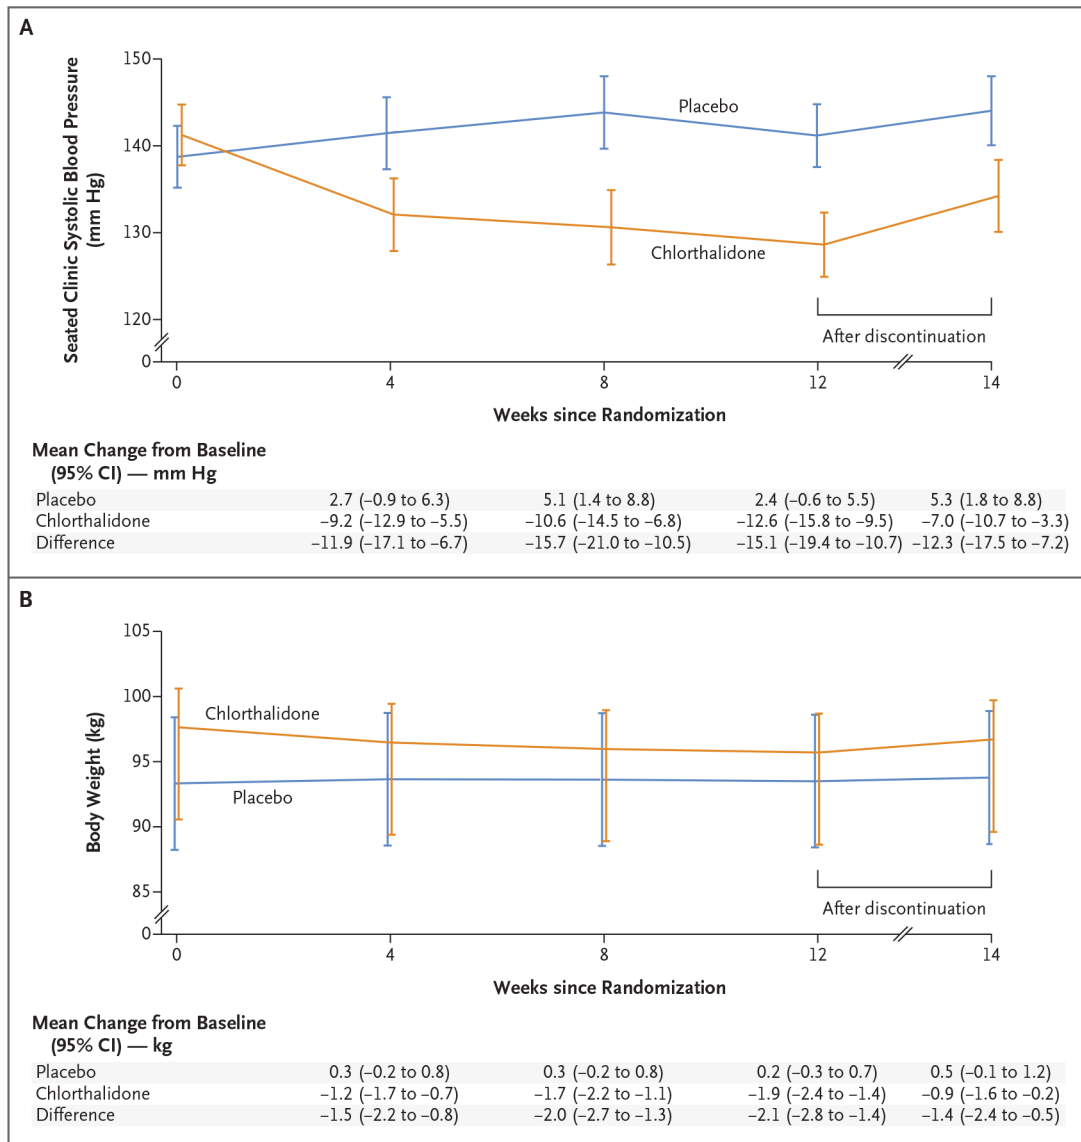 A
150
140
130
120
0
Seated Clinic Systolic Blood Pressure
(mm Hg)
Placebo
Chlorthalidone
After discontinuation
0 4 8 12 14
Weeks since Randomization
Mean Change from Baseline
(95% CI) — mm Hg
Placebo 2.7 (–0.9 to 6.3) 5.1 (1.4 to 8.8) 2.4 (–0.6 to 5.5) 5.3 (1.8 to 8.8)
Chlorthalidone –9.2 (–12.9 to –5.5) –10.6 (–14.5 to –6.8) –12.6 (–15.8 to –9.5) –7.0 (–10.7 to –3.3)
Difference –11.9 (–17.1 to –6.7) –15.7 (–21.0 to –10.5) –15.1 (–19.4 to –10.7) –12.3 (–17.5 to –7.2)
B
105
100
95
90
85
0
Body Weight (kg)
Chlorthalidone
Placebo
After discontinuation
0 4 8 12 14
Weeks since Randomization
Mean Change from Baseline
(95% CI) — kg
Placebo 0.3 (–0.2 to 0.8) 0.3 (–0.2 to 0.8) 0.2 (–0.3 to 0.7) 0.5 (–0.1 to 1.2)
Chlorthalidone –1.2 (–1.7 to –0.7) –1.7 (–2.2 to –1.1) –1.9 (–2.4 to –1.4) –0.9 (–1.6 to –0.2)
Difference –1.5 (–2.2 to –0.8) –2.0 (–2.7 to –1.3) –2.1 (–2.8 to –1.4) –1.4 (–2.4 to –0.5)